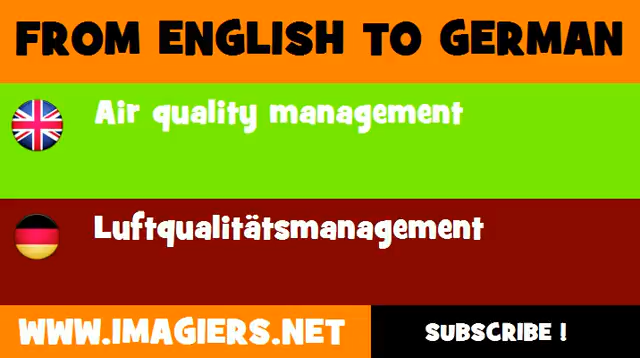 FROM ENGLISH TO GERMAN
Air quality management
Luftqualitätsmanagement
WWW.IMAGIERS.NET
SUBSCRIBE !